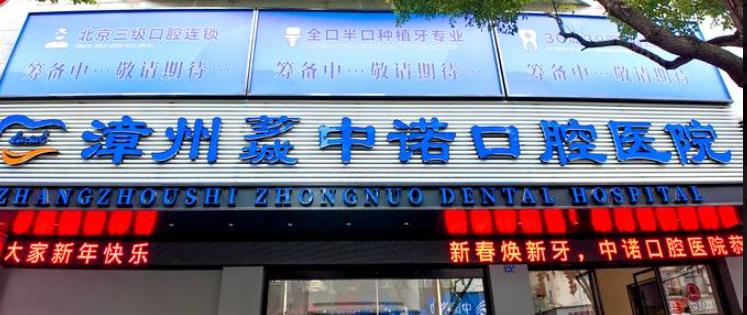 北京三级口腔连锁
全口半口种植牙专业
筹备中…敬请期待…
筹备中…敬请期待…
筹备中…敬请期待…
漳州芗城中诺口腔医院
ZHANGZHOUSHI ZHONGNUO DENTAL HOSPITAL
大家新年快乐
新春焕新牙,中诺口腔医院恭